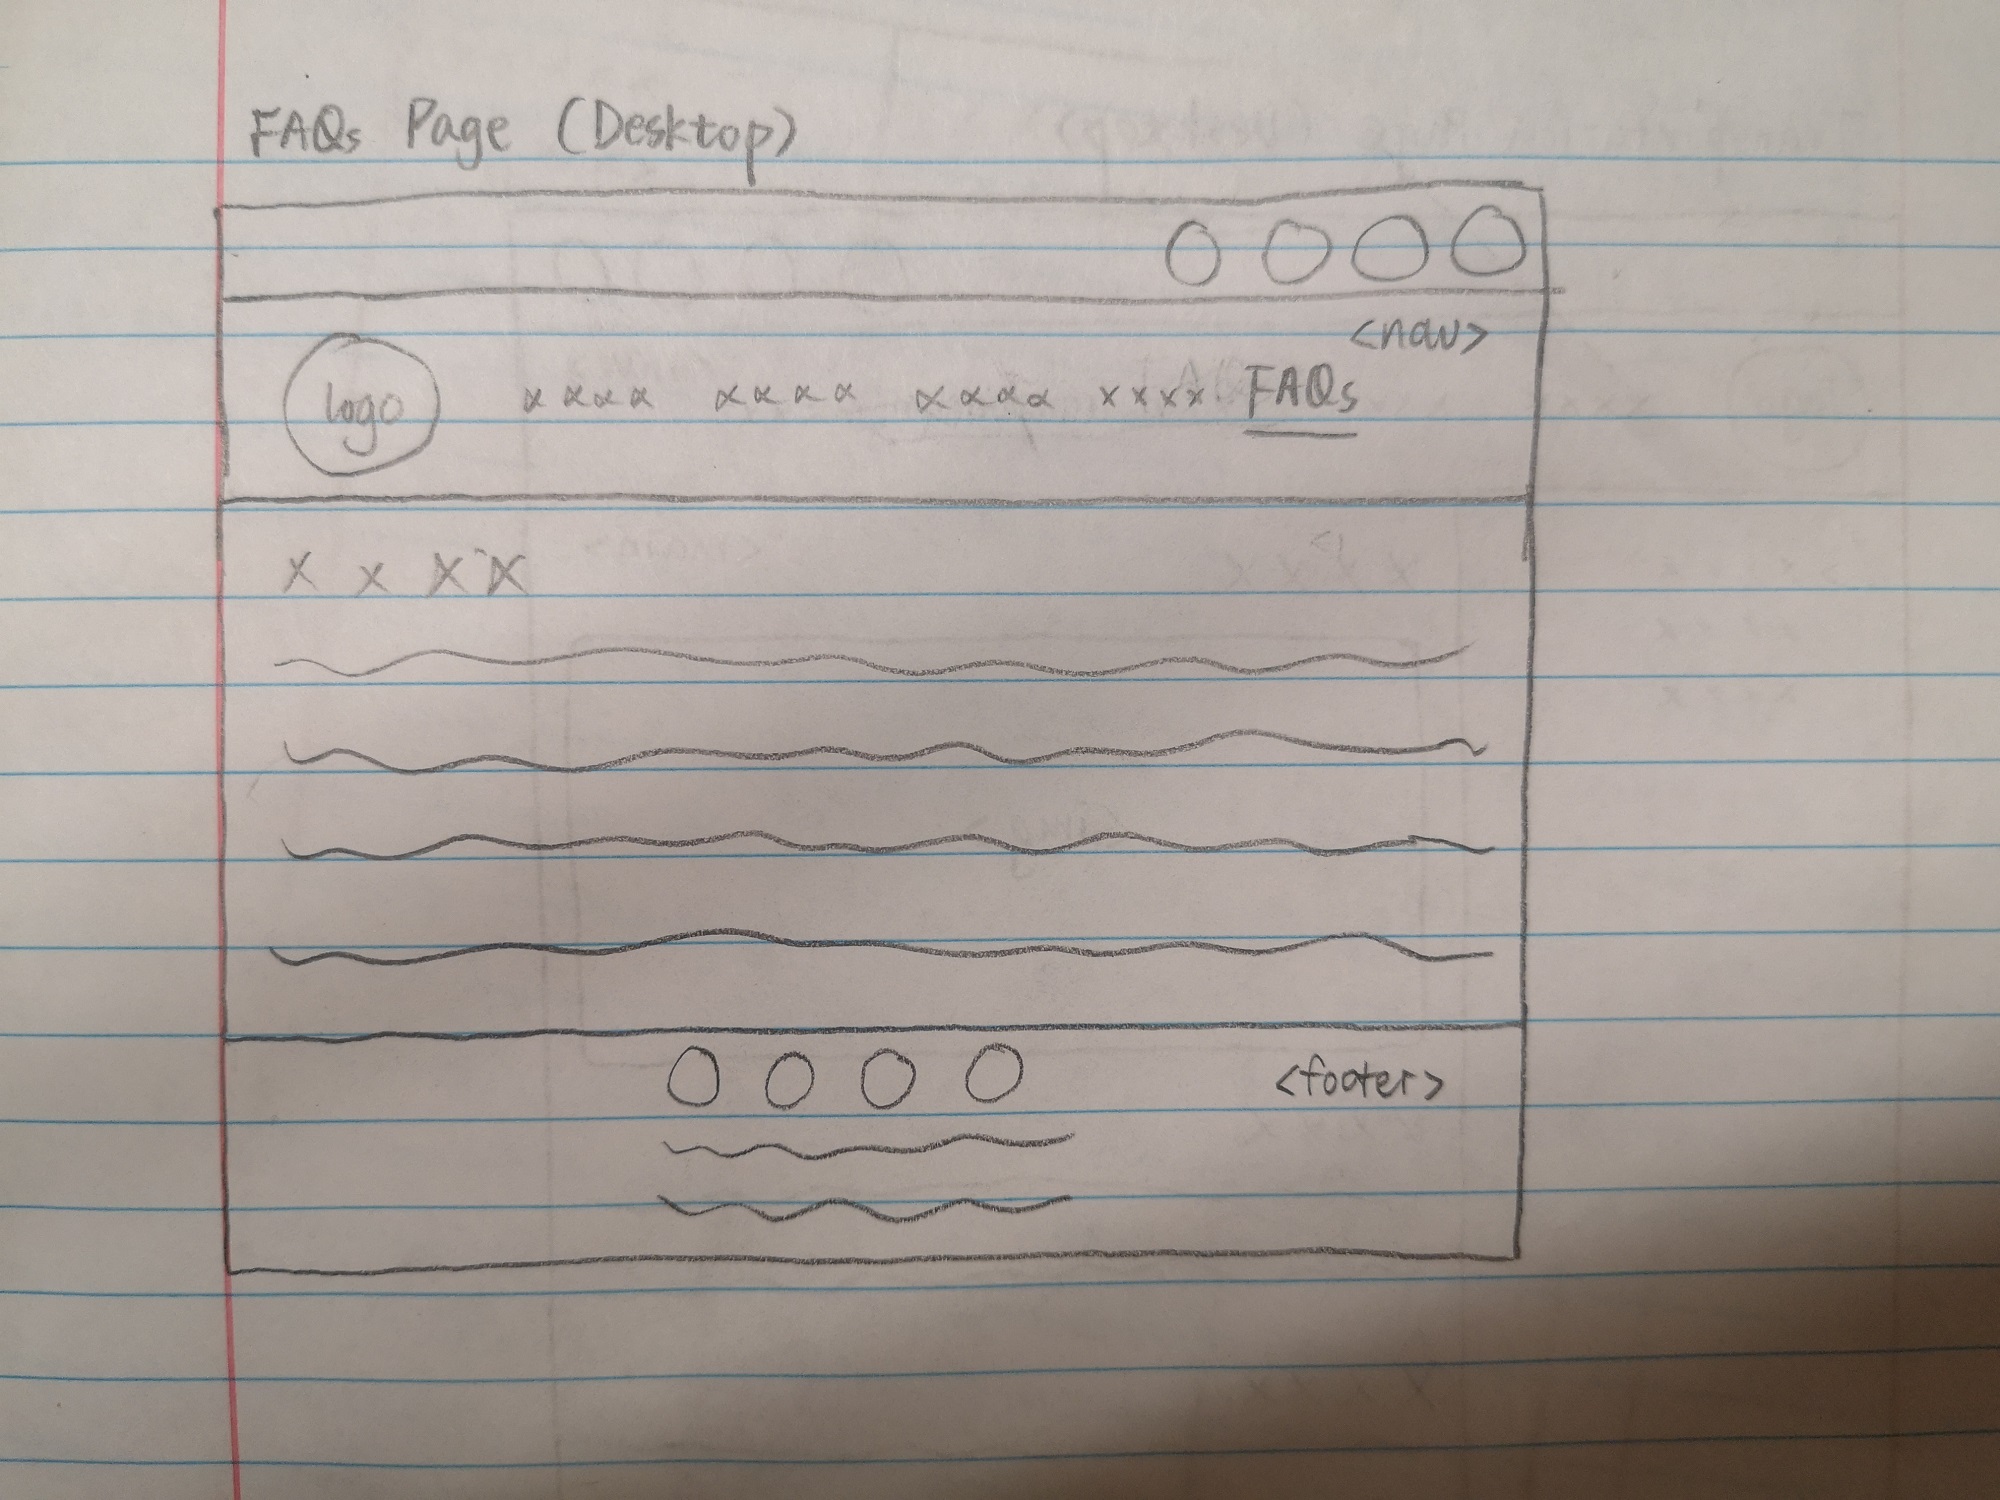 FAQs Page (Desktop)
<nav>
logo xxxx xxxx xxxx xxxx FAQs
x x x x
<footer>